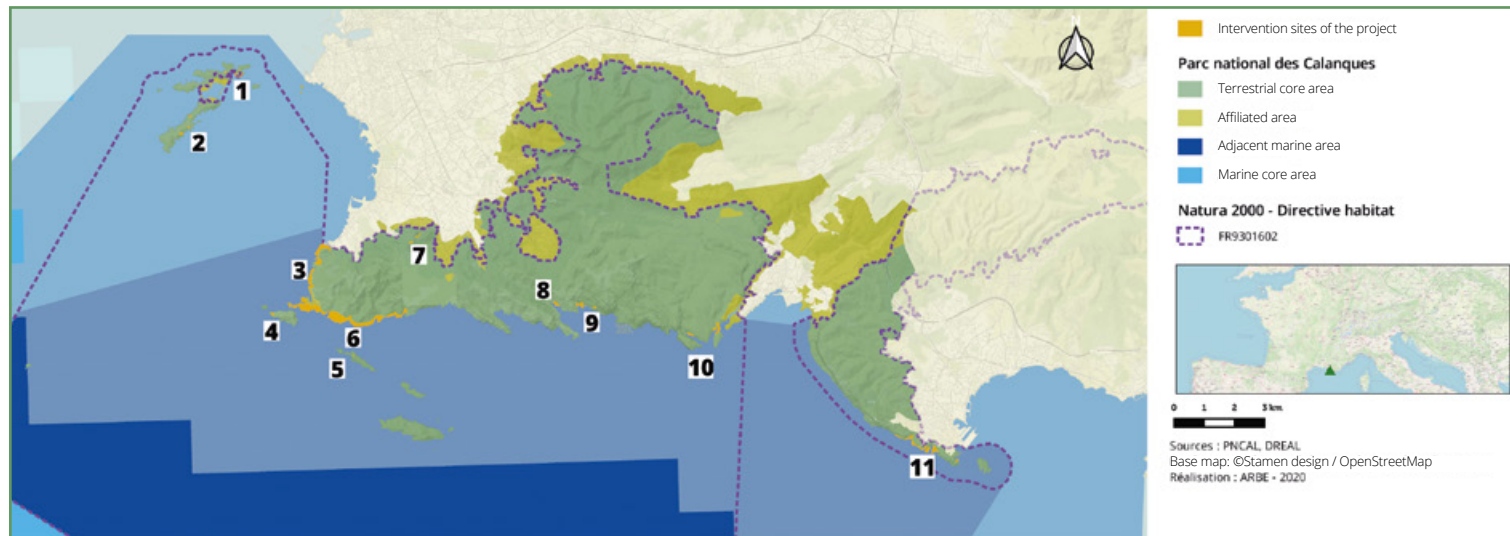 1
2
3
4
5
6
7
8
9
10
11
Intervention sites of the project
Parc national des Calanques
Terrestrial core area
Affiliated area
Adjacent marine area
Marine core area
Natura 2000 - Directive habitat
FR9301602
0 1 2 3 km
Sources : PNCAL, DREAL
Base map: ©Stamen design / OpenStreetMap
Réalisation : ARBE - 2020